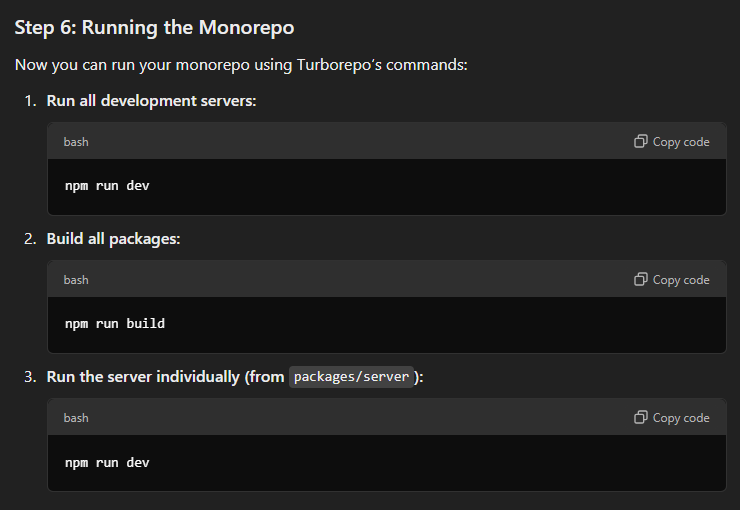 Step 6: Running the Monorepo
Now you can run your monorepo using Turborepo’s commands:
1. Run all development servers:
bash Copy code
npm run dev
2. Build all packages:
bash Copy code
npm run build
3. Run the server individually (from packages/server):
bash Copy code
npm run dev